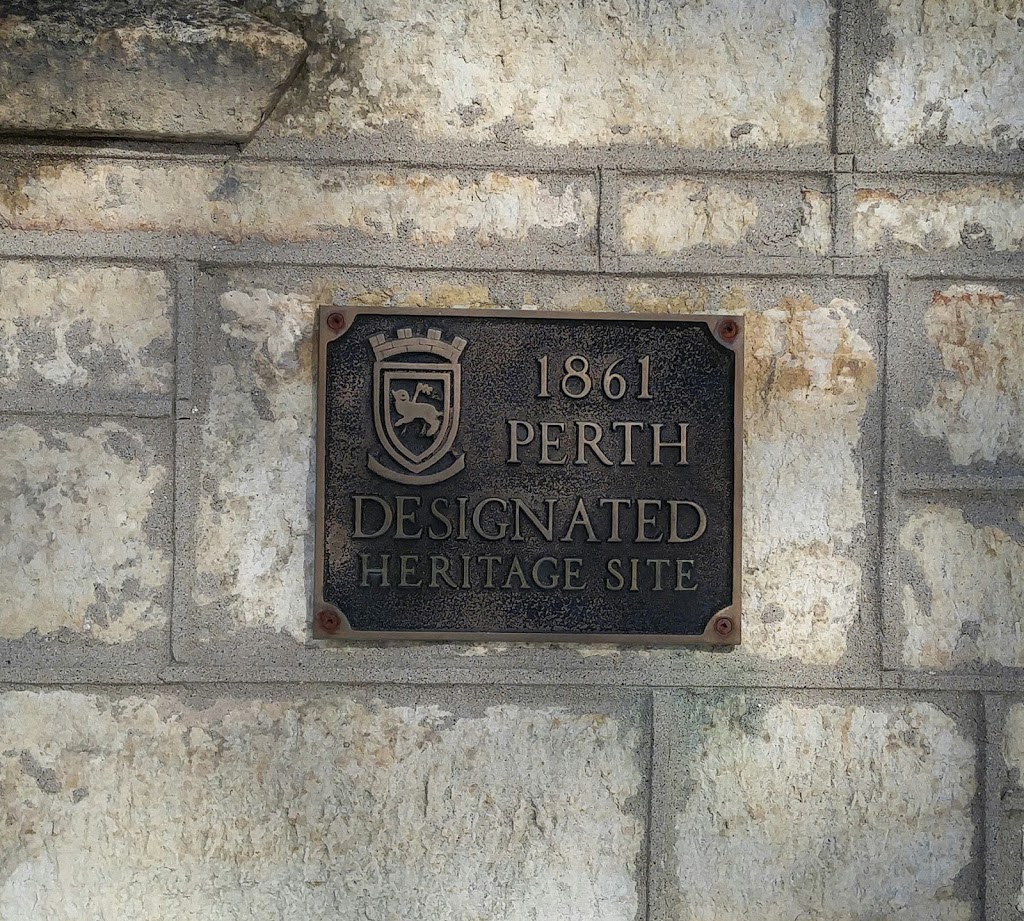 1861
PERTH
DESIGNATED
HERITAGE SITE